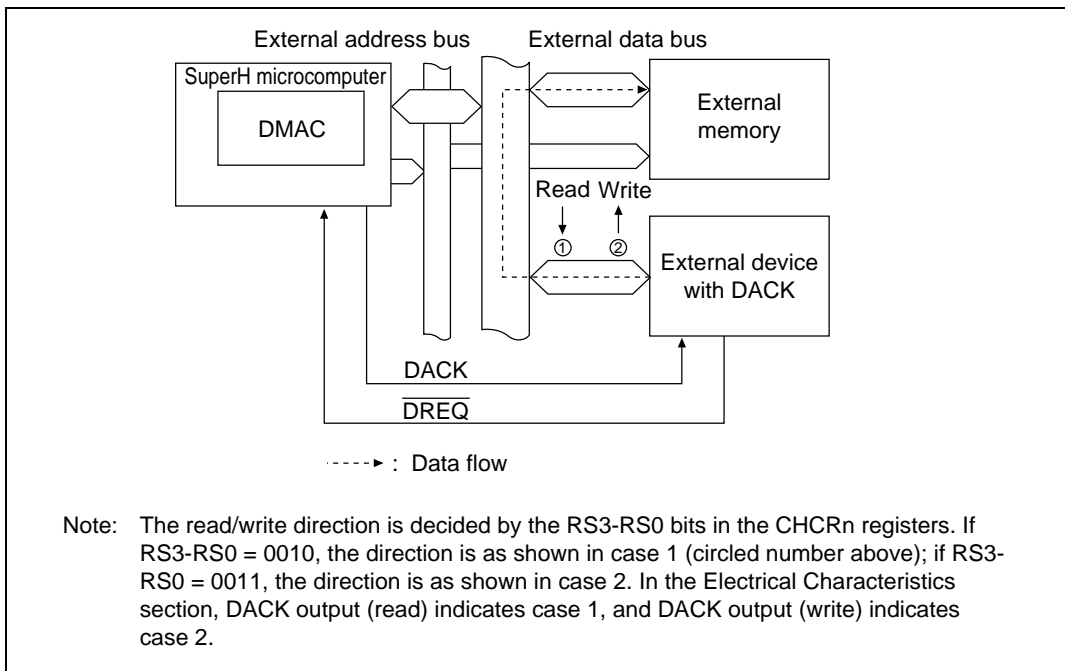 External address bus
External data bus
SuperH microcomputer
DMAC
External
memory
Read Write
① ②
External device
with DACK
DACK
DREQ
: Data flow
Note: The read/write direction is decided by the RS3-RS0 bits in the CHCRn registers. If
RS3-RS0 = 0010, the direction is as shown in case 1 (circled number above); if RS3-
RS0 = 0011, the direction is as shown in case 2. In the Electrical Characteristics
section, DACK output (read) indicates case 1, and DACK output (write) indicates
case 2.